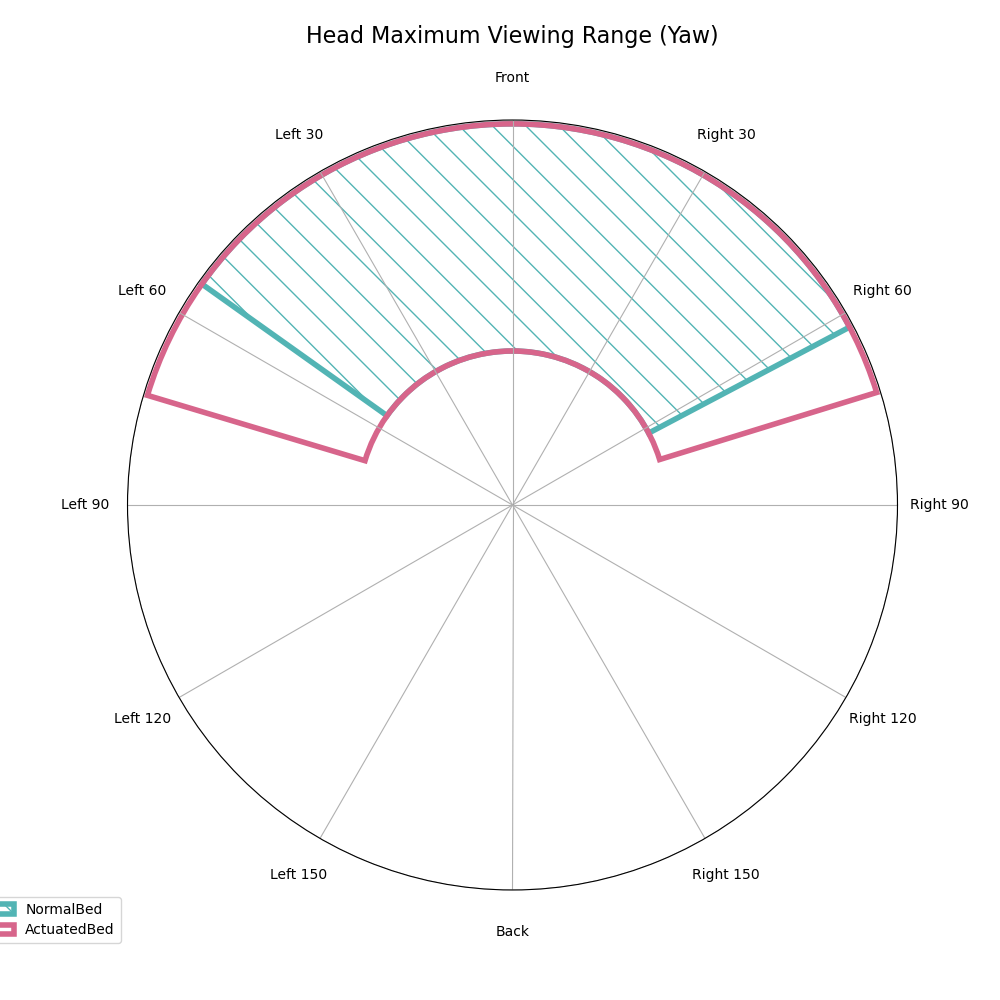 Head Maximum Viewing Range (Yaw)
Front
Left 30
Right 30
Left 60
Right 60
Left 90
Right 90
Left 120
Right 120
Left 150
Right 150
Back
NormalBed
ActuatedBed